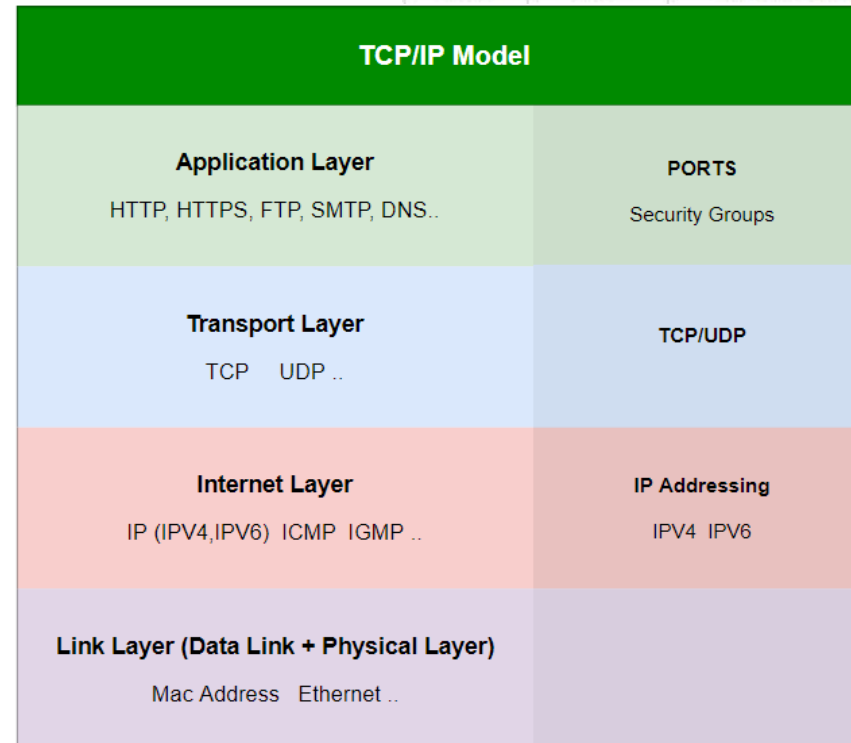 TCP/IP Model
Application Layer
HTTP, HTTPS, FTP, SMTP, DNS..
PORTS
Security Groups
Transport Layer
TCP UDP ..
TCP/UDP
Internet Layer
IP (IPV4,IPV6) ICMP IGMP ..
IP Addressing
IPV4 IPV6
Link Layer (Data Link + Physical Layer)
Mac Address Ethernet ..